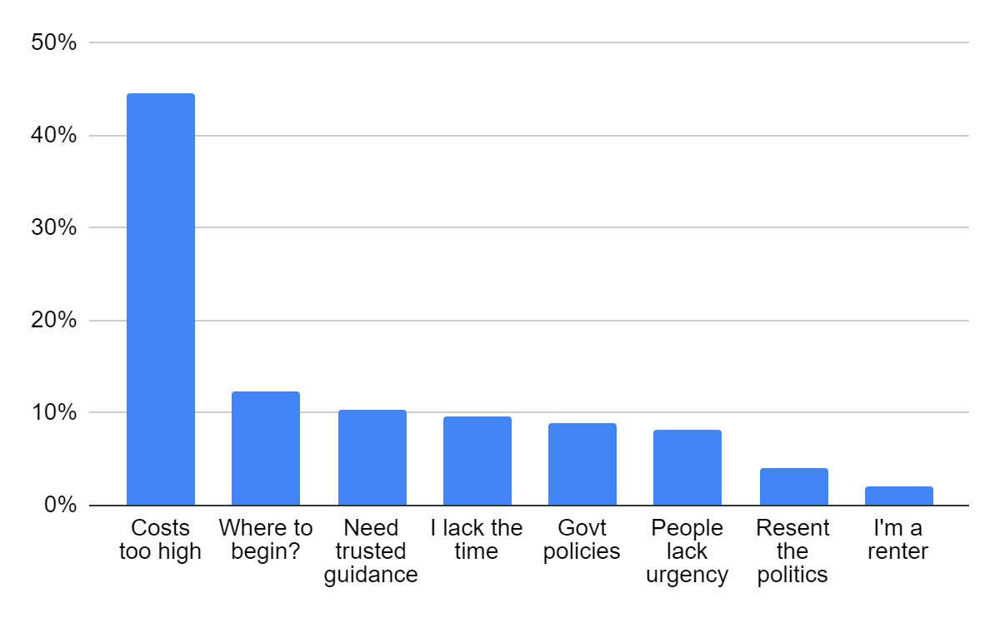 50%
40%
30%
20%
10%
0%
Costs
too high
Where to
begin?
Need
trusted
guidance
I lack the
time
Govt
policies
People
lack
urgency
Resent
the
politics
I'm a
renter